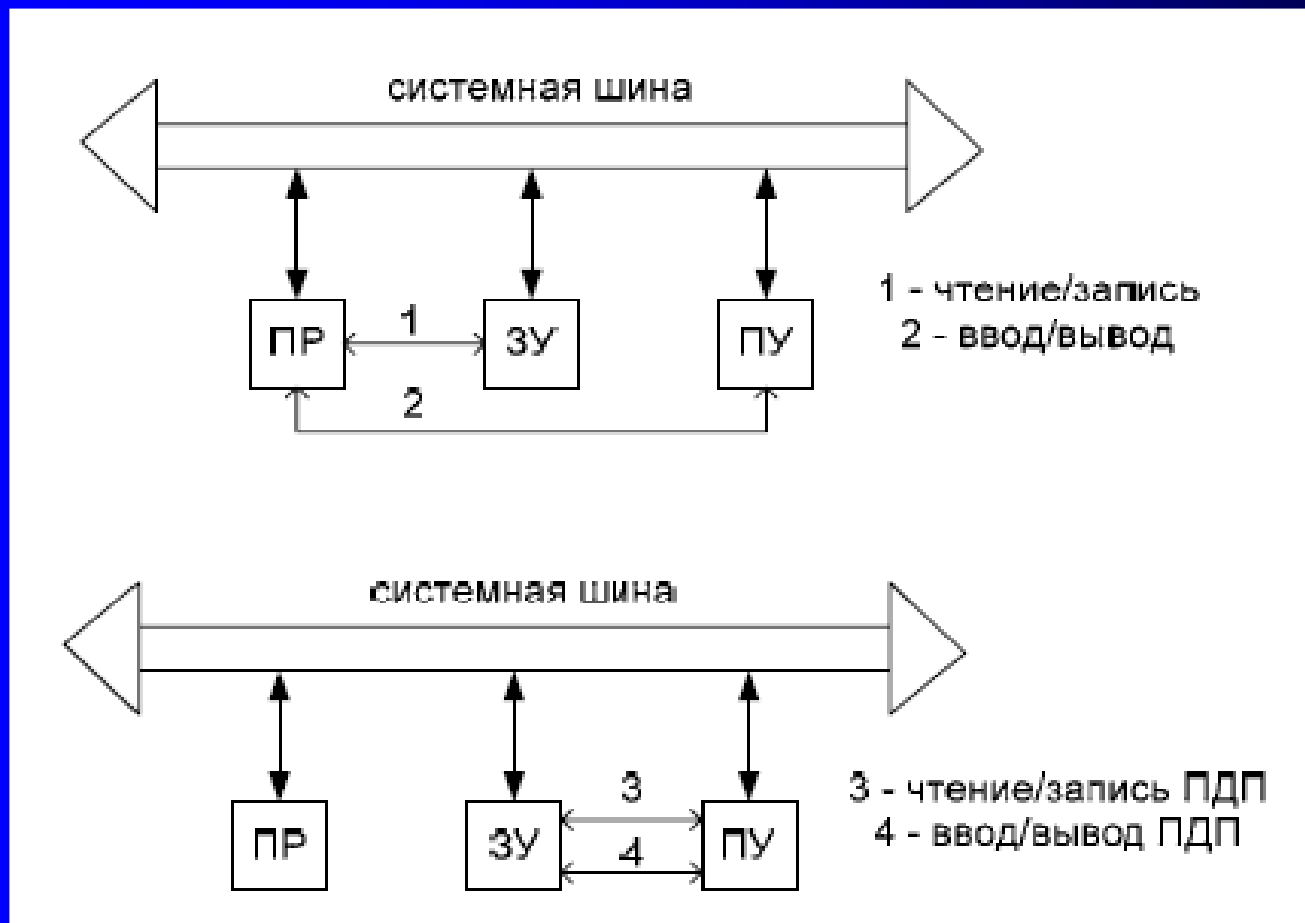 системная шина
1 - чтение/запись
1
ПР
ЗУ
ПУ
2 - ввод/вывод
2
системная шина
3
3 - чтение/запись ПДП
ПР
ЗУ
4
ПУ
4 - ввод/вывод ПДП